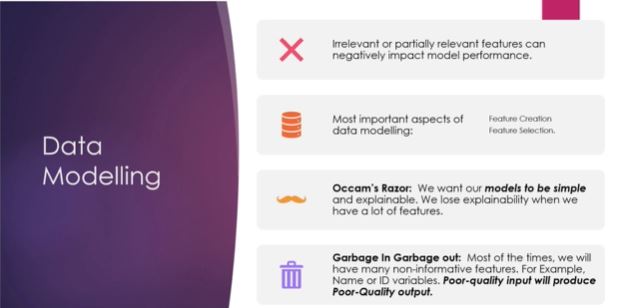 Data
Modelling
Irrelevant or partially relevant features can
negatively impact model performance.
Most important aspects of
data modelling:
Feature Creation
Feature Selection.
Occam's Razor: We want our models to be simple
and explainable. We lose explainability when we
have a lot of features.
Garbage In Garbage out: Most of the times, we will
have many non-informative features. For Example,
Name or ID variables. Poor-quality input will produce
Poor-Quality output.